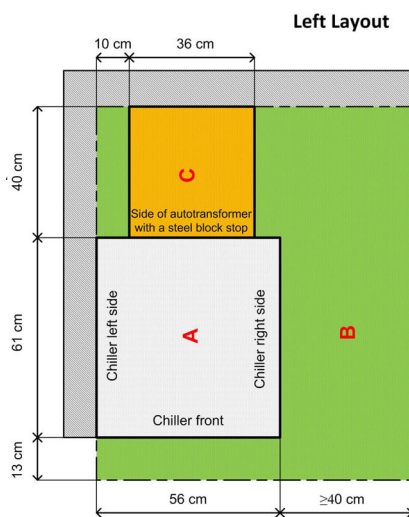 Left Layout
10 cm
36 cm
40 cm
C
Side of autotransformer
with a steel block stop
61 cm
Chiller left side
A
Chiller right side
B
Chiller front
13 cm
56 cm
≥40 cm